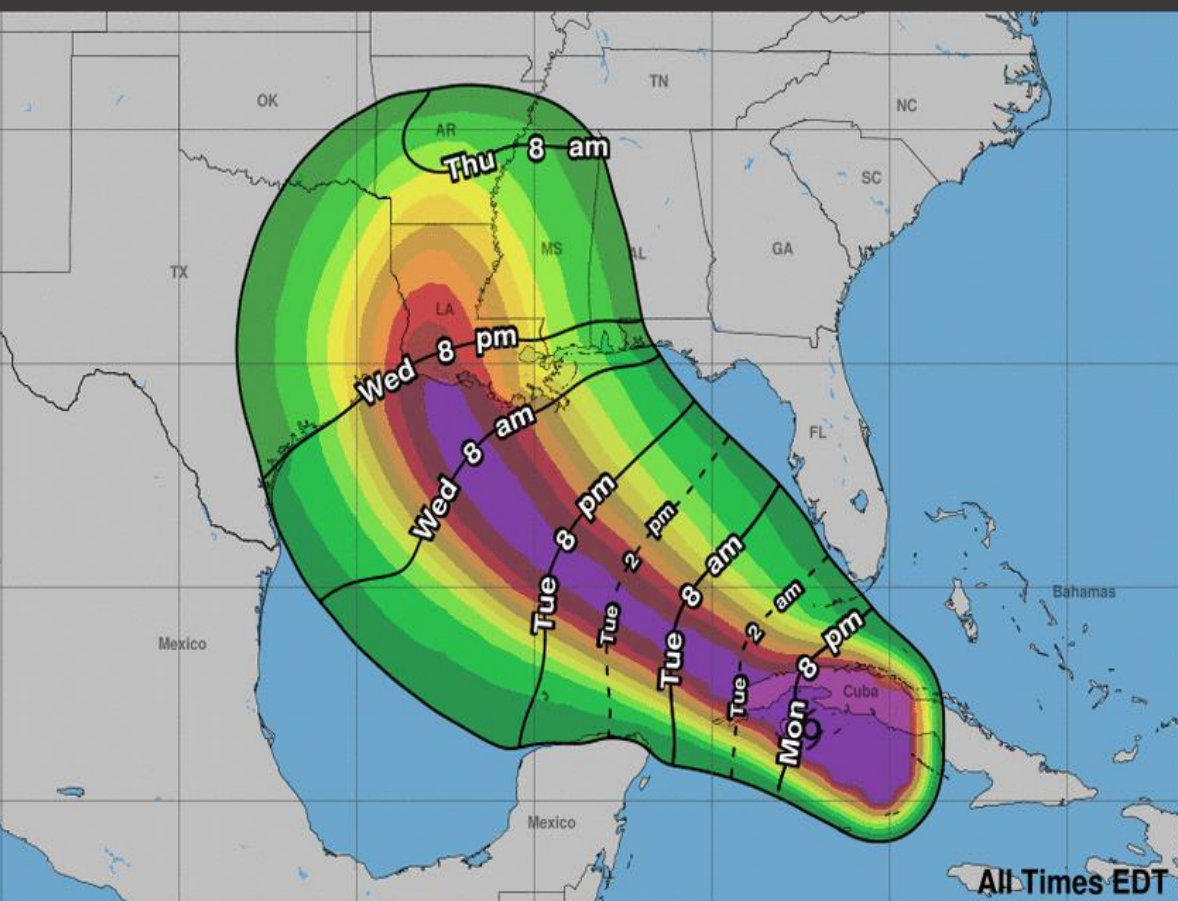 TN
OK
NC
AR
Thu 8 am
SC
MS
AL
GA
TX
LA
Wed 8 pm
Wed 8 am
FL
Tue 8 pm
Tue 2 pm
Tue 8 am
Tue 2 am
Mon 8 pm
Bahamas
Mexico
Cuba
Mexico
All Times EDT